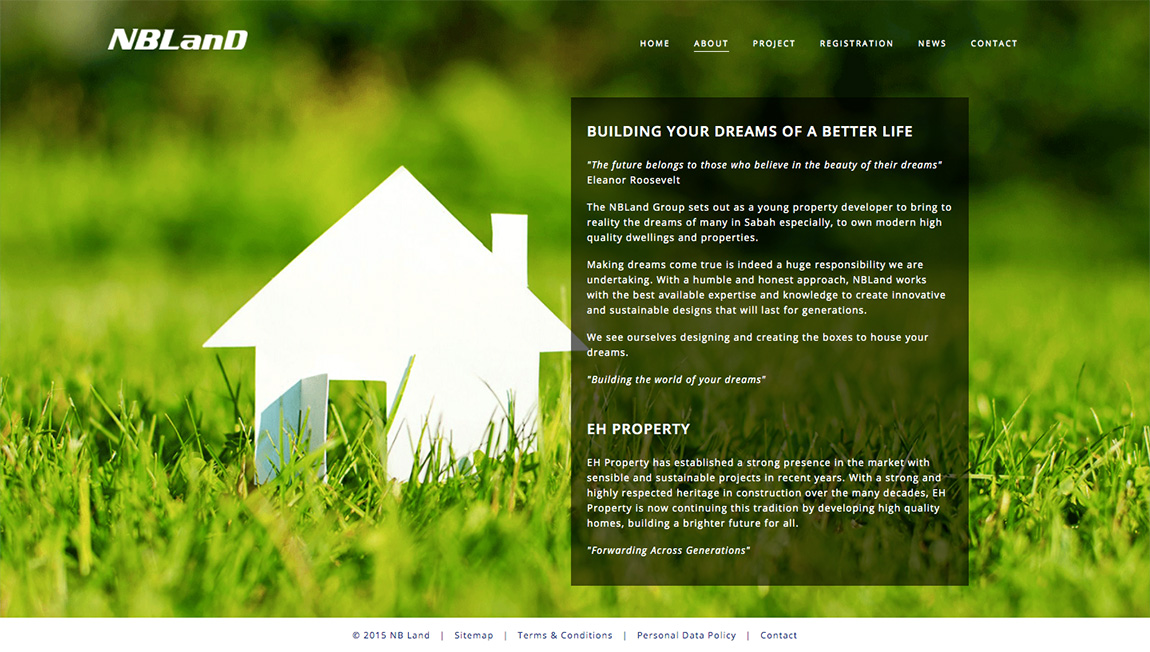 NBLanD
HOME ABOUT PROJECT REGISTRATION NEWS CONTACT
BUILDING YOUR DREAMS OF A BETTER LIFE
"The future belongs to those who believe in the beauty of their dreams"
Eleanor Roosevelt
The NBLand Group sets out as a young property developer to bring to
reality the dreams of many in Sabah especially, to own modern high
quality dwellings and properties.
Making dreams come true is indeed a huge responsibility we are
undertaking. With a humble and honest approach, NBLand works
with the best available expertise and knowledge to create innovative
and sustainable designs that will last for generations.
We see ourselves designing and creating the boxes to house your
dreams.
"Building the world of your dreams"
EH PROPERTY
EH Property has established a strong presence in the market with
sensible and sustainable projects in recent years. With a strong and
highly respected heritage in construction over the many decades, EH
Property is now continuing this tradition by developing high quality
homes, building a brighter future for all.
"Forwarding Across Generations"
© 2015 NB Land | Sitemap | Terms & Conditions | Personal Data Policy | Contact